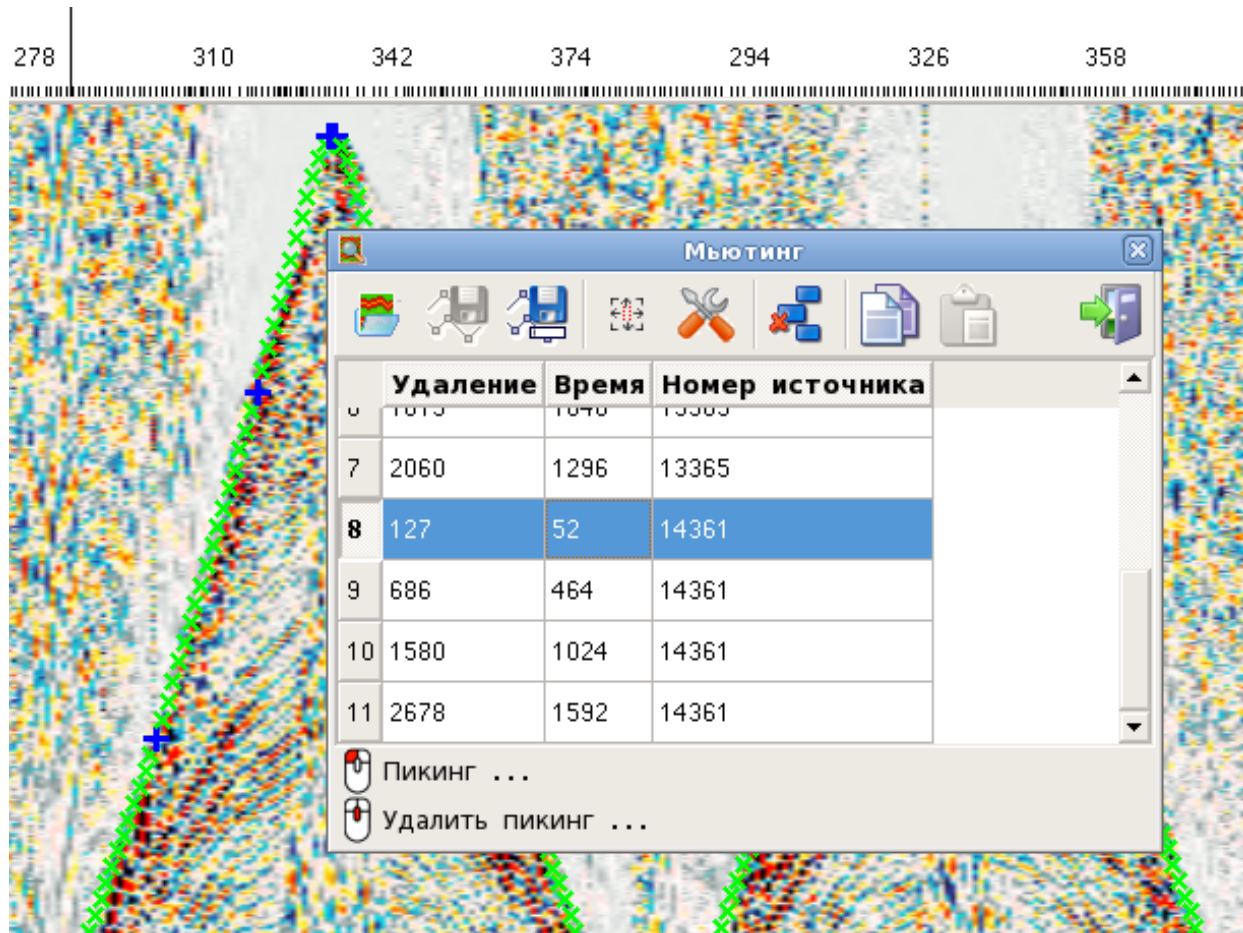 278 310 342 374 294 326 358
Мьютинг
Удаление Время Номер источника
7 2060 1296 13365
8 127 52 14361
9 686 464 14361
10 1580 1024 14361
11 2678 1592 14361
Пикинг ...
Удалить пикинг ...